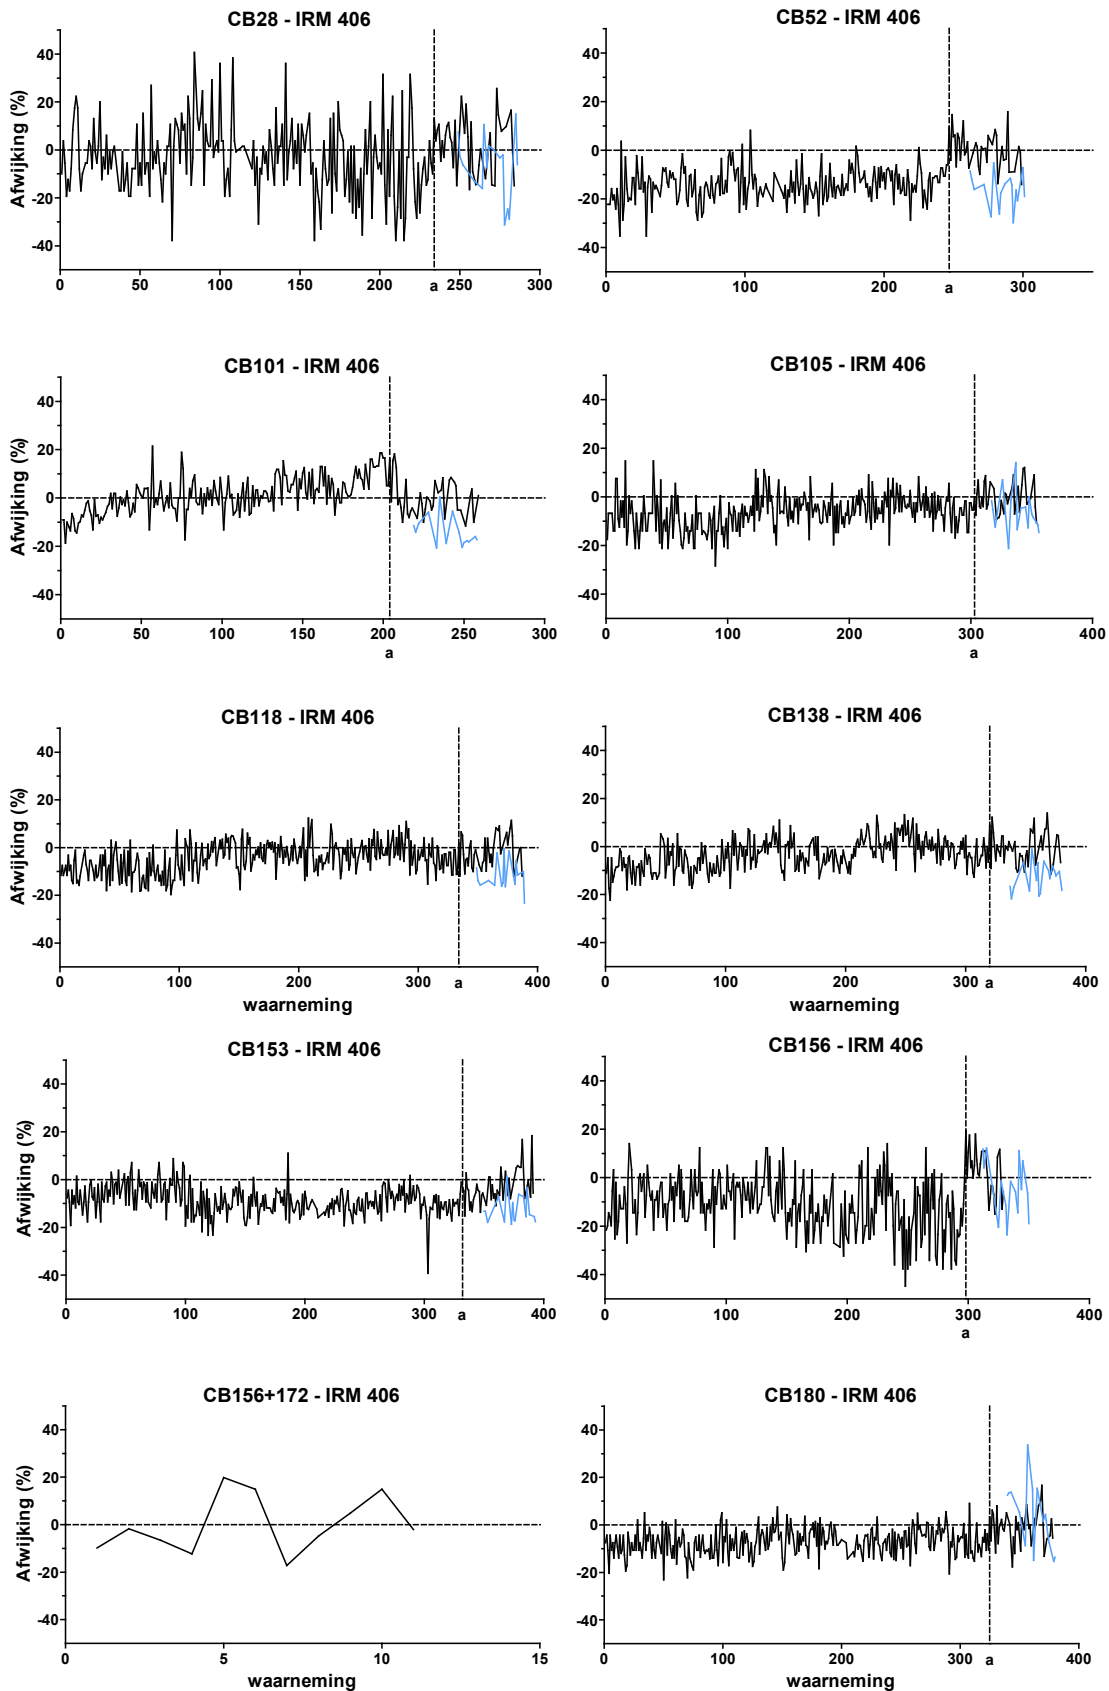 CB28 - IRM 406
Afwijking (%)
40
20
0
-20
-40
0 50 100 150 200 a 250 300
CB52 - IRM 406
40
20
0
-20
-40
0 100 200 a 300
CB101 - IRM 406
Afwijking (%)
40
20
0
-20
-40
0 50 100 150 200 250 300
a
CB105 - IRM 406
40
20
0
-20
-40
0 100 200 300 400
a
CB118 - IRM 406
Afwijking (%)
40
20
0
-20
-40
0 100 200 300 a 400
waarneming
CB138 - IRM 406
40
20
0
-20
-40
0 100 200 300 a 400
waarneming
CB153 - IRM 406
Afwijking (%)
40
20
0
-20
-40
0 100 200 300 a 400
CB156 - IRM 406
40
20
0
-20
-40
0 100 200 300 400
a
CB156+172 - IRM 406
Afwijking (%)
40
20
0
-20
-40
0 5 10 15
waarneming
CB180 - IRM 406
40
20
0
-20
-40
0 100 200 300 a 400
waarneming